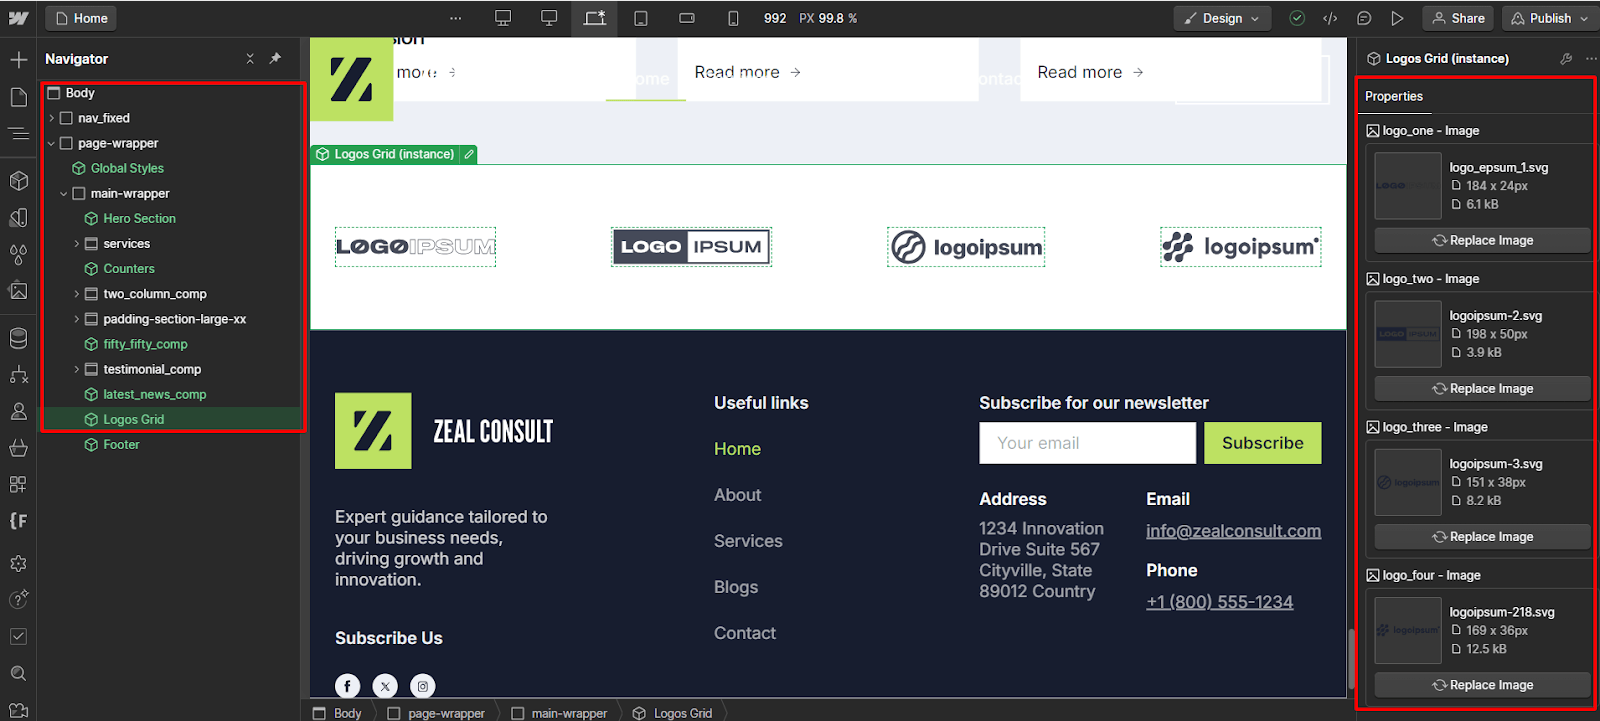 Home
992 PX 99.8 %
Design
Share
Publish
Navigator
Body
nav_fixed
page-wrapper
Global Styles
main-wrapper
Hero Section
services
Counters
two_column_comp
padding-section-large-xx
fifty_fifty_comp
testimonial_comp
latest_news_comp
Logos Grid
Footer
Read more →
Read more →
Logos Grid (instance)
LOGOIPSUM
LOGO IPSUM
logoipsum
logoipsum
ZEAL CONSULT
Expert guidance tailored to
your business needs,
driving growth and
innovation.
Subscribe Us
Useful links
Home
About
Services
Blogs
Contact
Subscribe for our newsletter
Your email
Subscribe
Address
1234 Innovation
Drive Suite 567
Cityville, State
89012 Country
Email
info@zealconsult.com
Phone
+1 (800) 555-1234
Body
page-wrapper
main-wrapper
Logos Grid
Logos Grid (instance)
Properties
logo_one - Image
logo_epsum_1.svg
184 x 24px
6.1 kB
Replace Image
logo_two - Image
logoipsum-2.svg
198 x 50px
3.9 kB
Replace Image
logo_three - Image
logoipsum-3.svg
151 x 38px
8.2 kB
Replace Image
logo_four - Image
logoipsum-218.svg
169 x 36px
12.5 kB
Replace Image